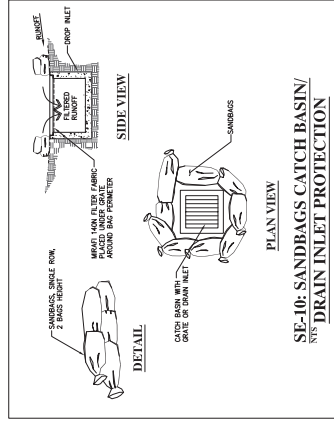 SANDBAGS, SINGLE ROW,
2 BAGS HEIGHT
DETAIL
RUNOFF
DROP INLET
FILTERED
RUNOFF
MIRAFI 140N FILTER FABRIC
PLACED UNDER GRATE
AROUND BAG PERIMETER
SIDE VIEW
CATCH BASIN WITH
GRATE OR DRAIN INLET
SANDBAGS
PLAN VIEW
SE-10: SANDBAGS CATCH BASIN/
NTS DRAIN INLET PROTECTION